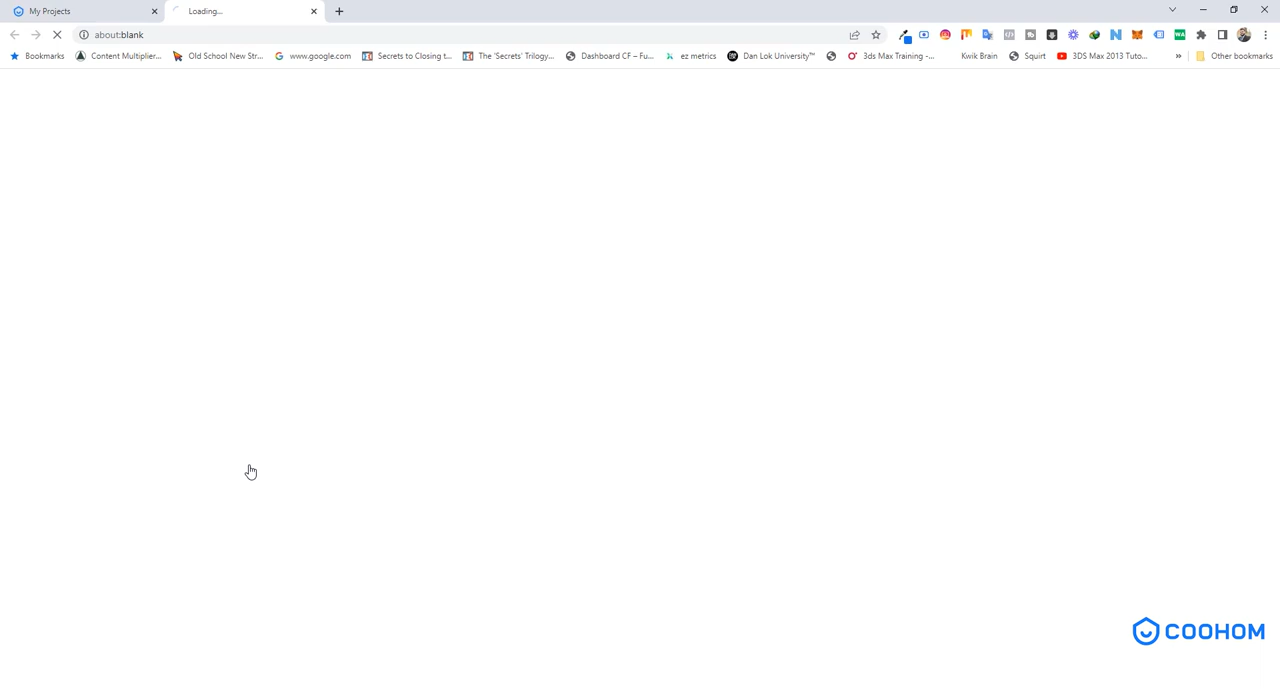 My Projects
Loading...
about:blank
Bookmarks
Content Multiplier...
Old School New Str...
www.google.com
Secrets to Closing t...
The 'Secrets' Trilogy...
Dashboard CF – Fu...
ez metrics
Dan Lok University™
3ds Max Training -...
Kwik Brain
Squirt
3DS Max 2013 Tuto...
»
Other bookmarks
COOHOM